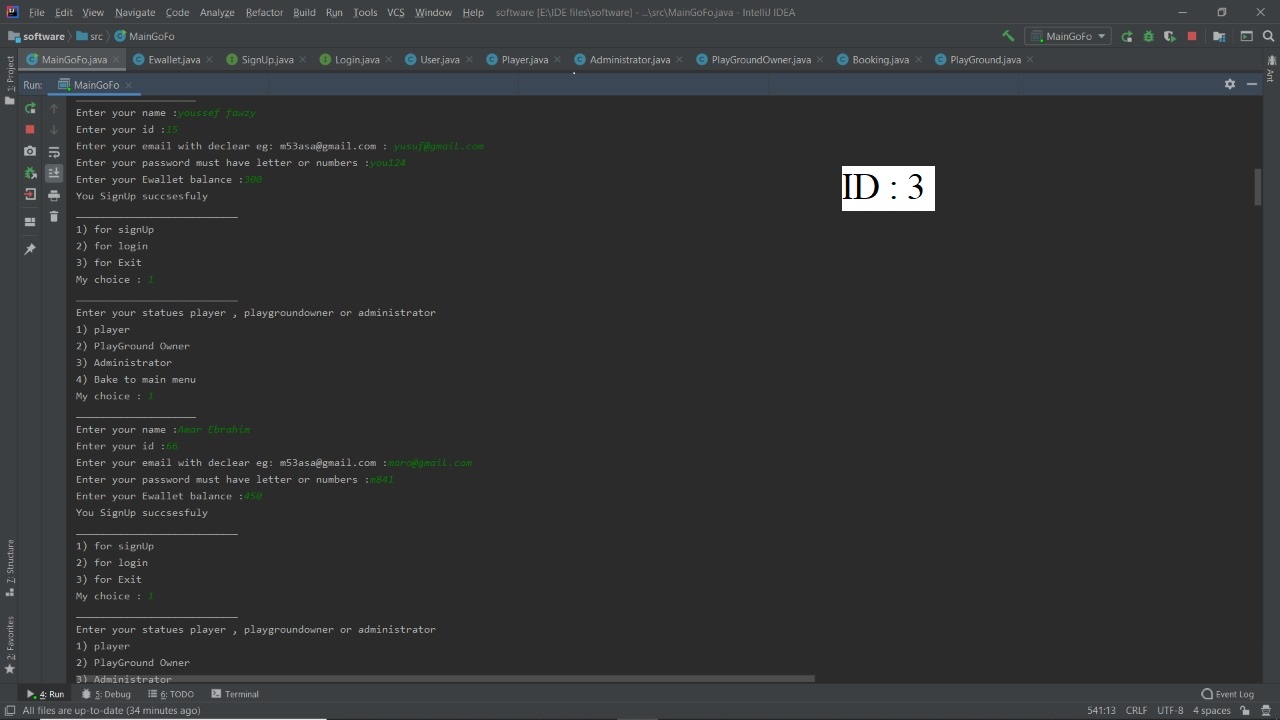 File Edit View Navigate Code Analyze Refactor Build Run Tools VCS Window Help software [E:\IDE files\software] - ...\src\MainGoFo.java - IntelliJ IDEA
software src MainGoFo MainGoFo
MainGoFo.java Ewallet.java SignUp.java Login.java User.java Player.java Administrator.java PlayGroundOwner.java Booking.java PlayGround.java
1: Project
Ant
Run: MainGoFo
____________________
Enter your name :youssef fawzy
Enter your id :15
Enter your email with declear eg: m53asa@gmail.com : yusuf@gmail.com
Enter your password must have letter or numbers :you124
Enter your Ewallet balance :300
You SignUp succsesfuly
ID : 3
___________________________
1) for signUp
2) for login
3) for Exit
My choice : 1
___________________________
Enter your statues player , playgroundowner or administrator
1) player
2) PlayGround Owner
3) Administrator
4) Bake to main menu
My choice : 1
____________________
Enter your name :Amar Ebrahim
Enter your id :66
Enter your email with declear eg: m53asa@gmail.com :maro@gmail.com
Enter your password must have letter or numbers :m841
Enter your Ewallet balance :450
You SignUp succsesfuly
___________________________
1) for signUp
2) for login
3) for Exit
My choice : 1
___________________________
Enter your statues player , playgroundowner or administrator
1) player
2) PlayGround Owner
3) Administrator
7: Structure
2: Favorites
4: Run 5: Debug 6: TODO Terminal Event Log
All files are up-to-date (34 minutes ago) 541:13 CRLF UTF-8 4 spaces